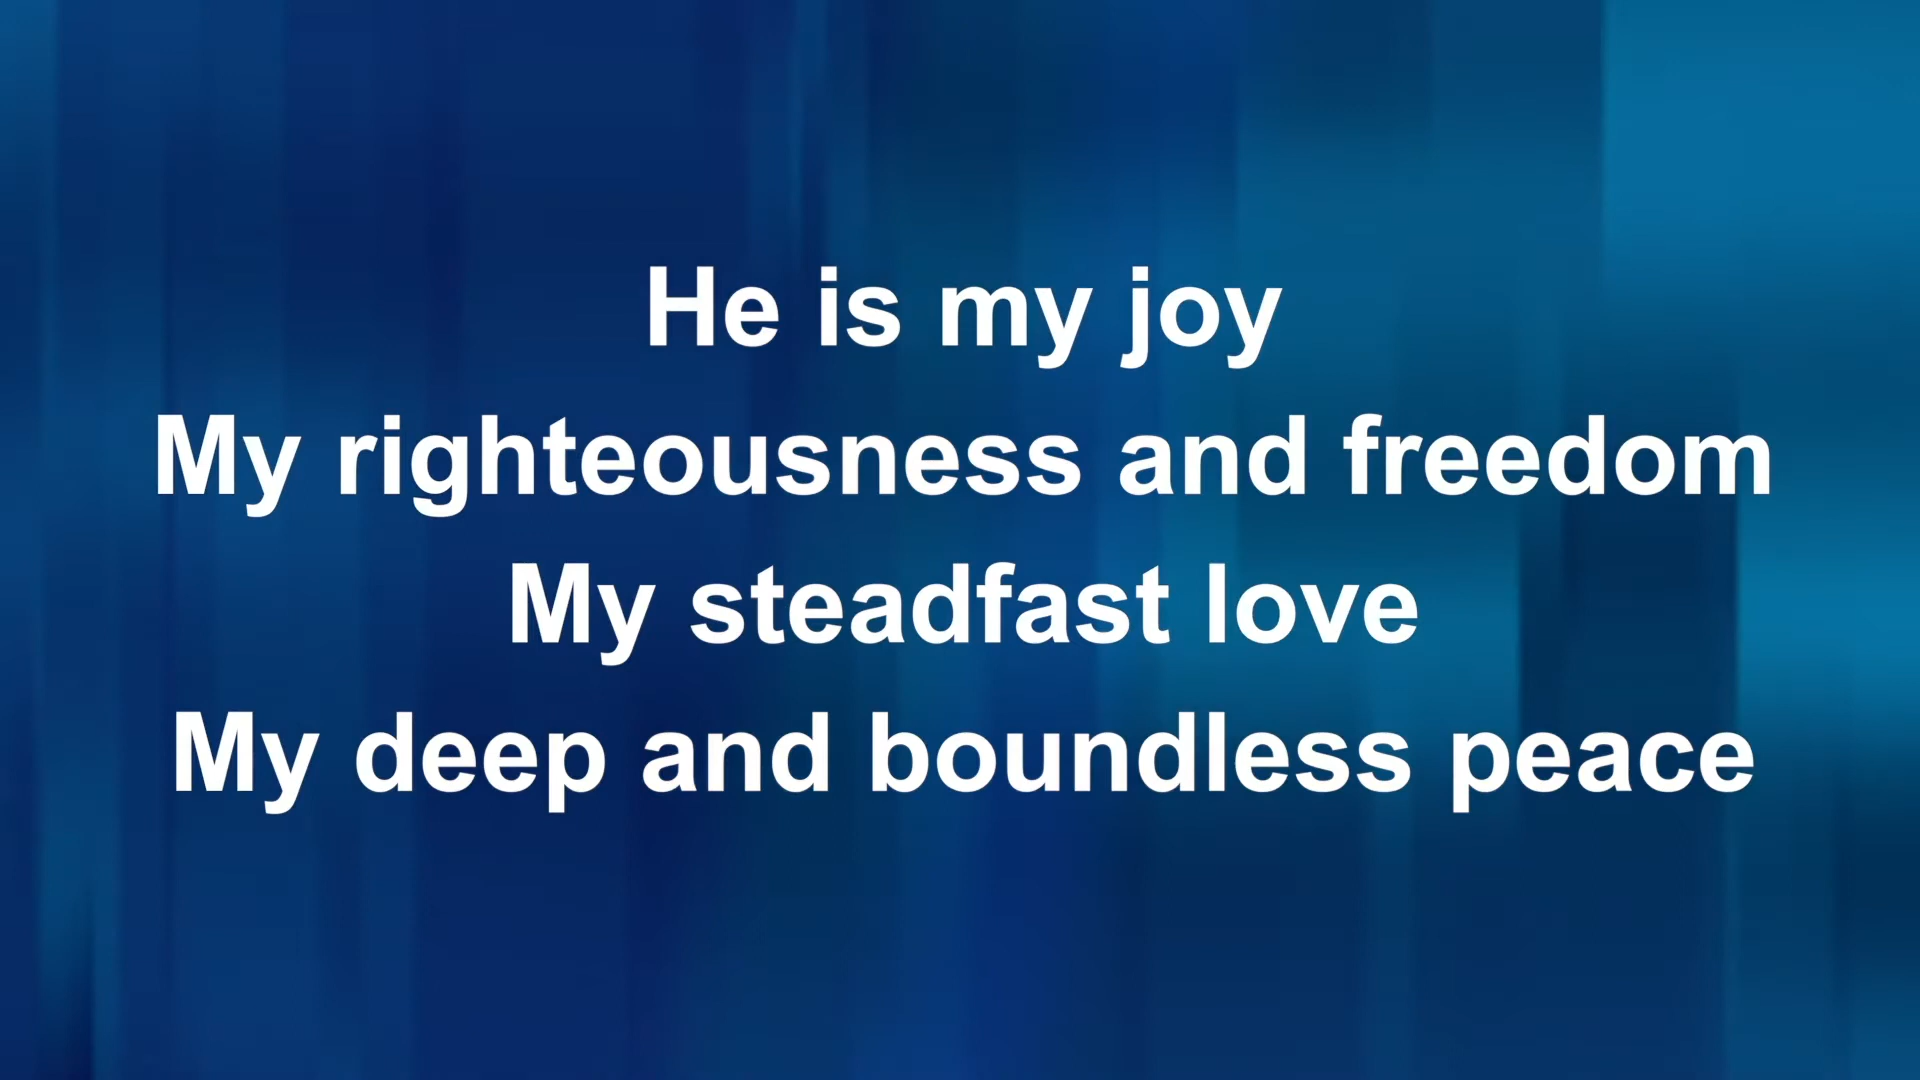 He is my joy
My righteousness and freedom
My steadfast love
My deep and boundless peace